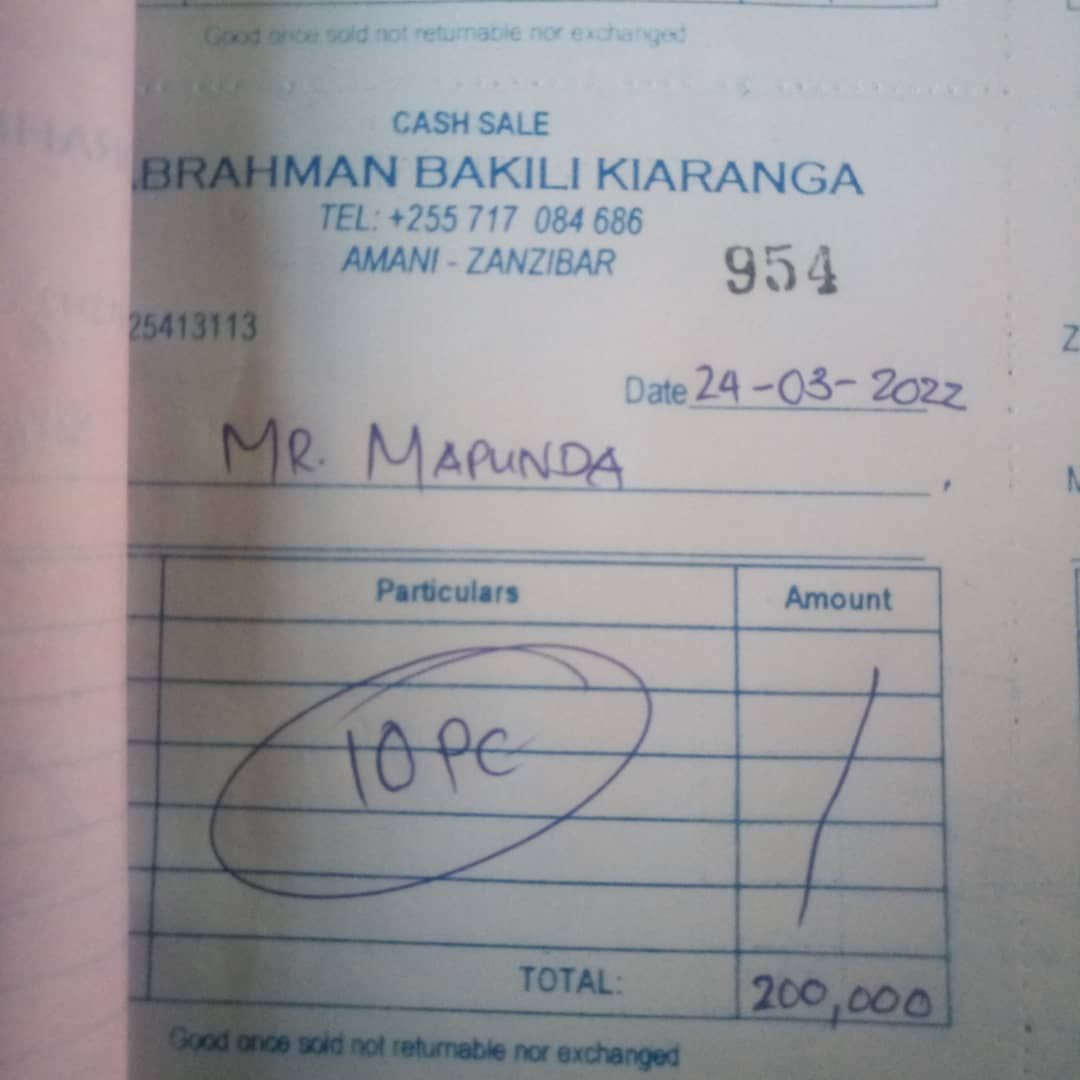 Good once sold not returnable nor exchanged
CASH SALE
.BRAHMAN BAKILI KIARANGA
TEL: +255 717 084 686
AMANI - ZANZIBAR
954
25413113
Date 24-03-2022
MR. MAPUNDA
Particulars Amount
10 PC
TOTAL: 200,000
Good once sold not returnable nor exchanged